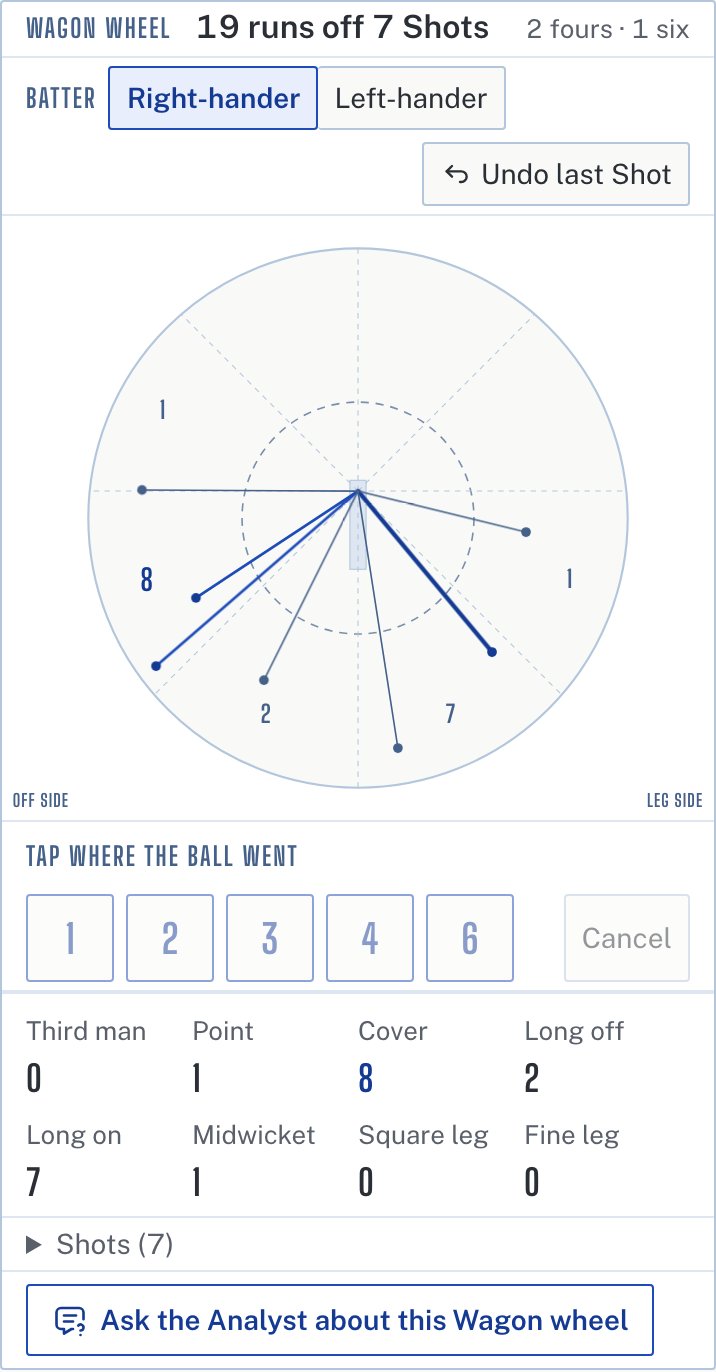 WAGON WHEEL 19 runs off 7 Shots 2 fours · 1 six
BATTER Right-hander Left-hander
Undo last Shot
1
8
1
2
7
OFF SIDE LEG SIDE
TAP WHERE THE BALL WENT
1 2 3 4 6 Cancel
Third man Point Cover Long off
0 1 8 2
Long on Midwicket Square leg Fine leg
7 1 0 0
Shots (7)
Ask the Analyst about this Wagon wheel